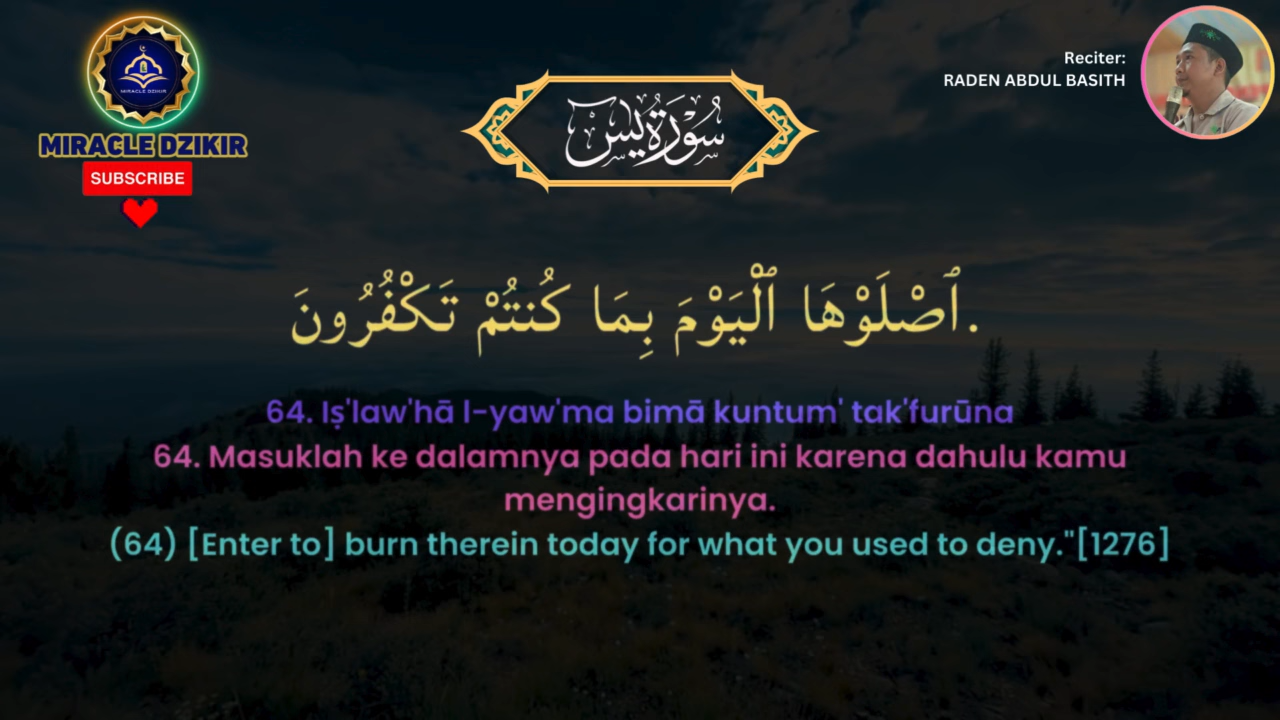 MIRACLE DZIKIR
MIRACLE DZIKIR
SUBSCRIBE
سُوْرَةُ يٰسٓ
Reciter:
RADEN ABDUL BASITH
ٱصْلَوْهَا ٱلْيَوْمَ بِمَا كُنتُمْ تَكْفُرُونَ.
64. Iṣ'law'hā l-yaw'ma bimā kuntum' tak'furūna
64. Masuklah ke dalamnya pada hari ini karena dahulu kamu
mengingkarinya.
(64) [Enter to] burn therein today for what you used to deny."[1276]